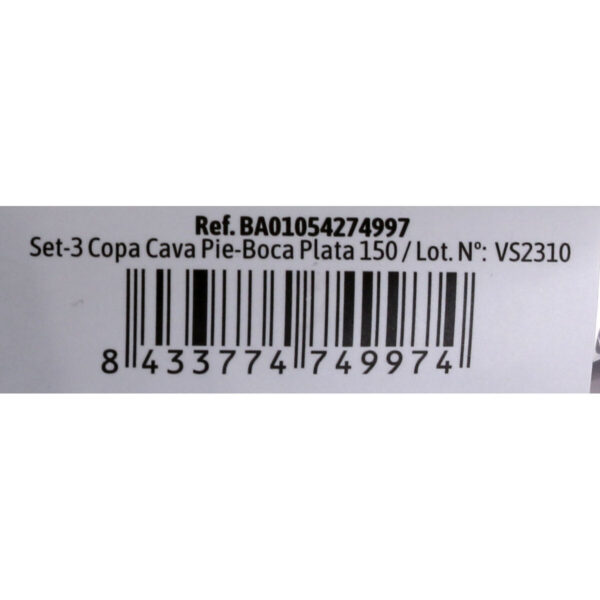 Ref. BA01054274997
Set-3 Copa Cava Pie-Boca Plata 150 / Lot. Nº: VS2310
8 433774 749974